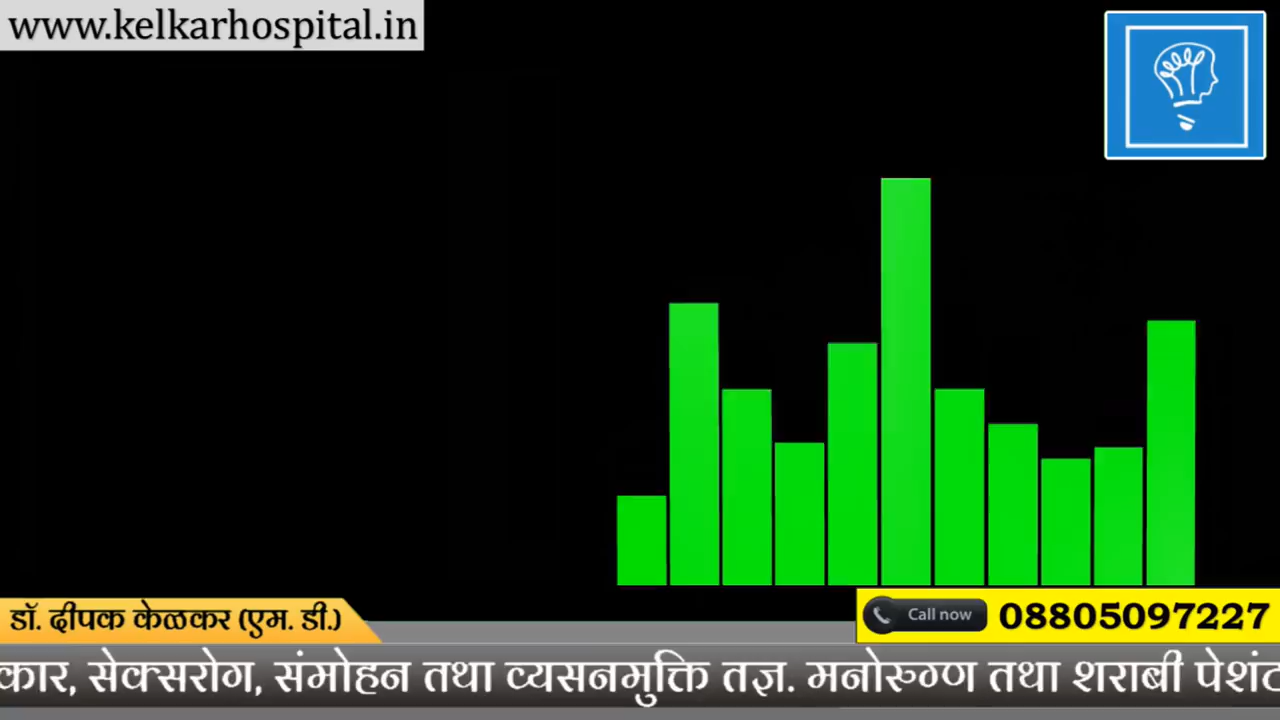 www.kelkarhospital.in
डॉ. दीपक केळकर (एम. डी.)
Call now 08805097227
कार, सेक्सरोग, संमोहन तथा व्यसनमुक्ति तज्ञ. मनोरुग्ण तथा शराबी पेशंट